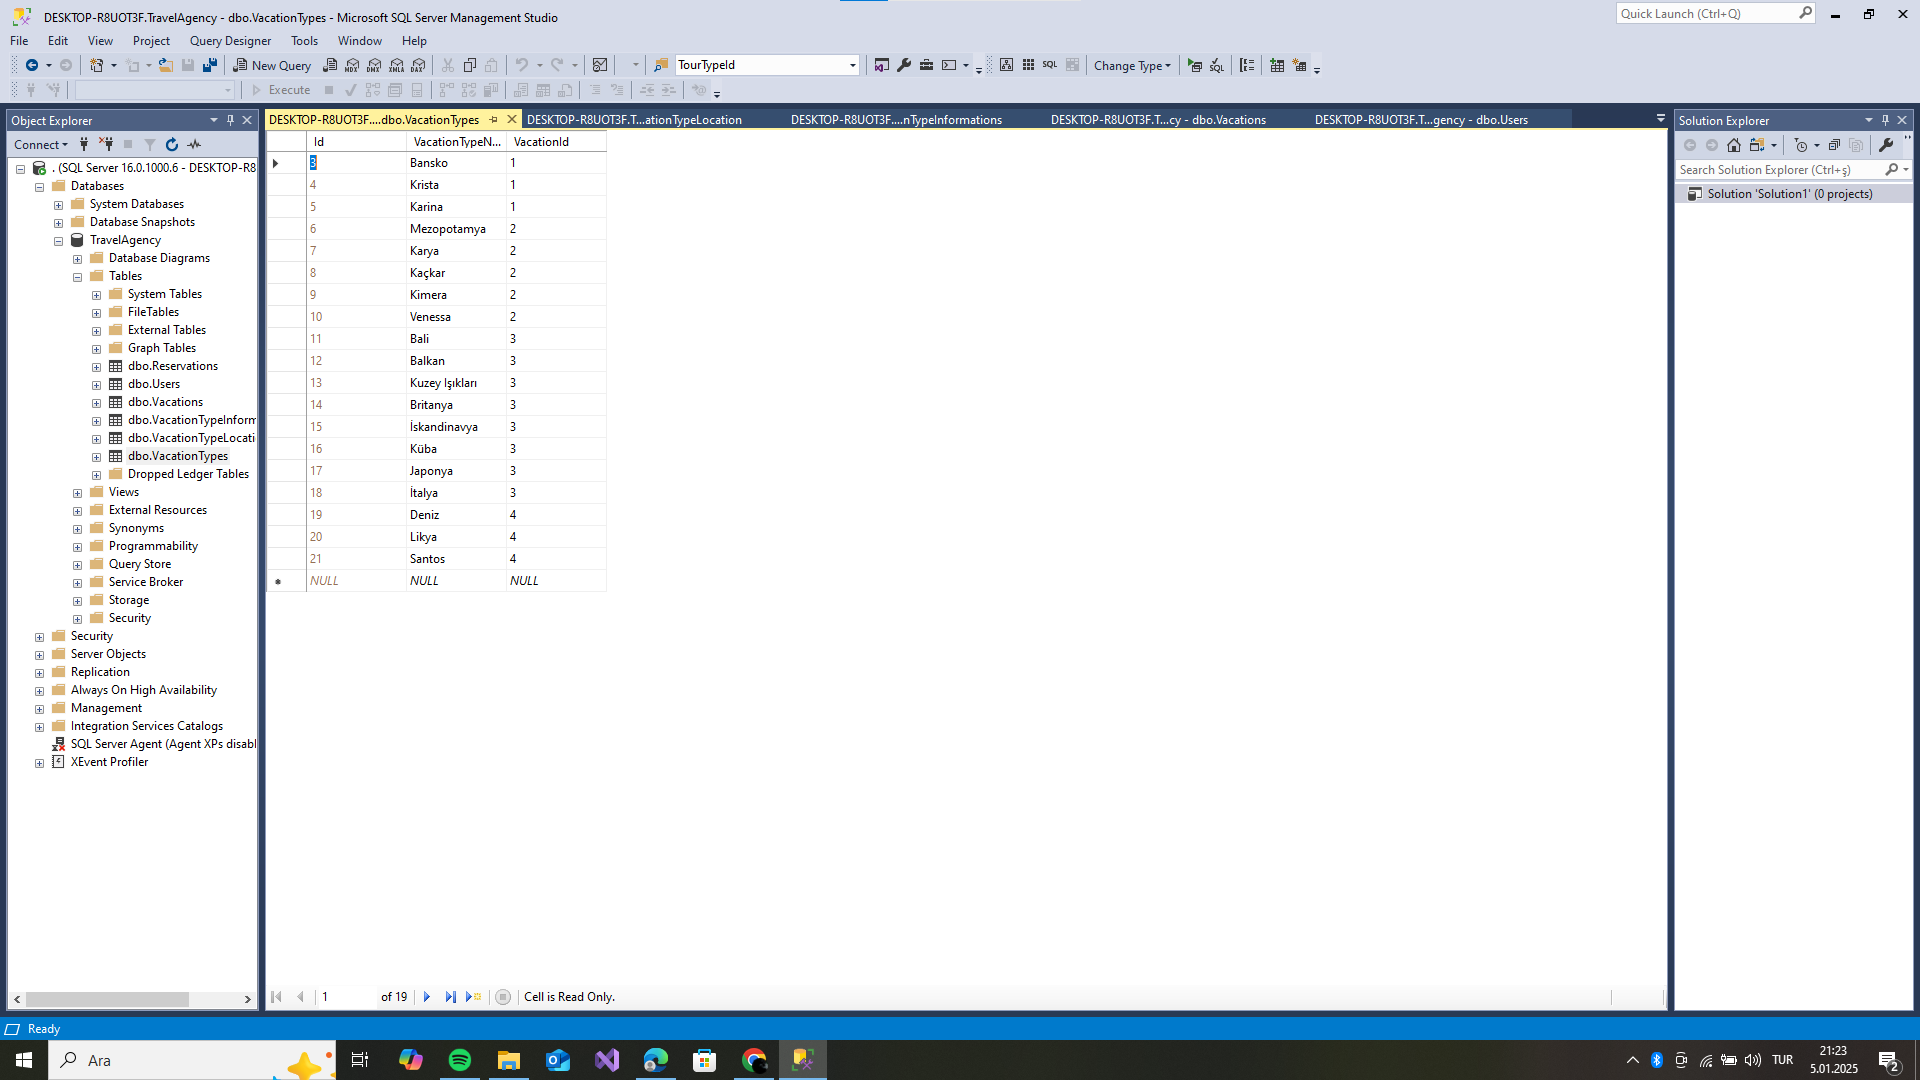 DESKTOP-R8UOT3F.TravelAgency - dbo.VacationTypes - Microsoft SQL Server Management Studio
Quick Launch (Ctrl+Q)
File Edit View Project Query Designer Tools Window Help
New Query MDX DMX XMLA DAX TourTypeId SQL Change Type SQL
Execute
Object Explorer
Connect
. (SQL Server 16.0.1000.6 - DESKTOP-R8
Databases
System Databases
Database Snapshots
TravelAgency
Database Diagrams
Tables
System Tables
FileTables
External Tables
Graph Tables
dbo.Reservations
dbo.Users
dbo.Vacations
dbo.VacationTypeInform
dbo.VacationTypeLocati
dbo.VacationTypes
Dropped Ledger Tables
Views
External Resources
Synonyms
Programmability
Query Store
Service Broker
Storage
Security
Security
Server Objects
Replication
Always On High Availability
Management
Integration Services Catalogs
SQL Server Agent (Agent XPs disabl
XEvent Profiler
DESKTOP-R8UOT3F....dbo.VacationTypes DESKTOP-R8UOT3F.T...ationTypeLocation DESKTOP-R8UOT3F....nTypeInformations DESKTOP-R8UOT3F.T...cy - dbo.Vacations DESKTOP-R8UOT3F.T...gency - dbo.Users
Id VacationTypeN... VacationId
3 Bansko 1
4 Krista 1
5 Karina 1
6 Mezopotamya 2
7 Karya 2
8 Kaçkar 2
9 Kimera 2
10 Venessa 2
11 Bali 3
12 Balkan 3
13 Kuzey Işıkları 3
14 Britanya 3
15 İskandinavya 3
16 Küba 3
17 Japonya 3
18 İtalya 3
19 Deniz 4
20 Likya 4
21 Santos 4
NULL NULL NULL
1 of 19 Cell is Read Only.
Solution Explorer
Search Solution Explorer (Ctrl+ş)
Solution 'Solution1' (0 projects)
Ready
Ara
TUR
21:23
5.01.2025
2